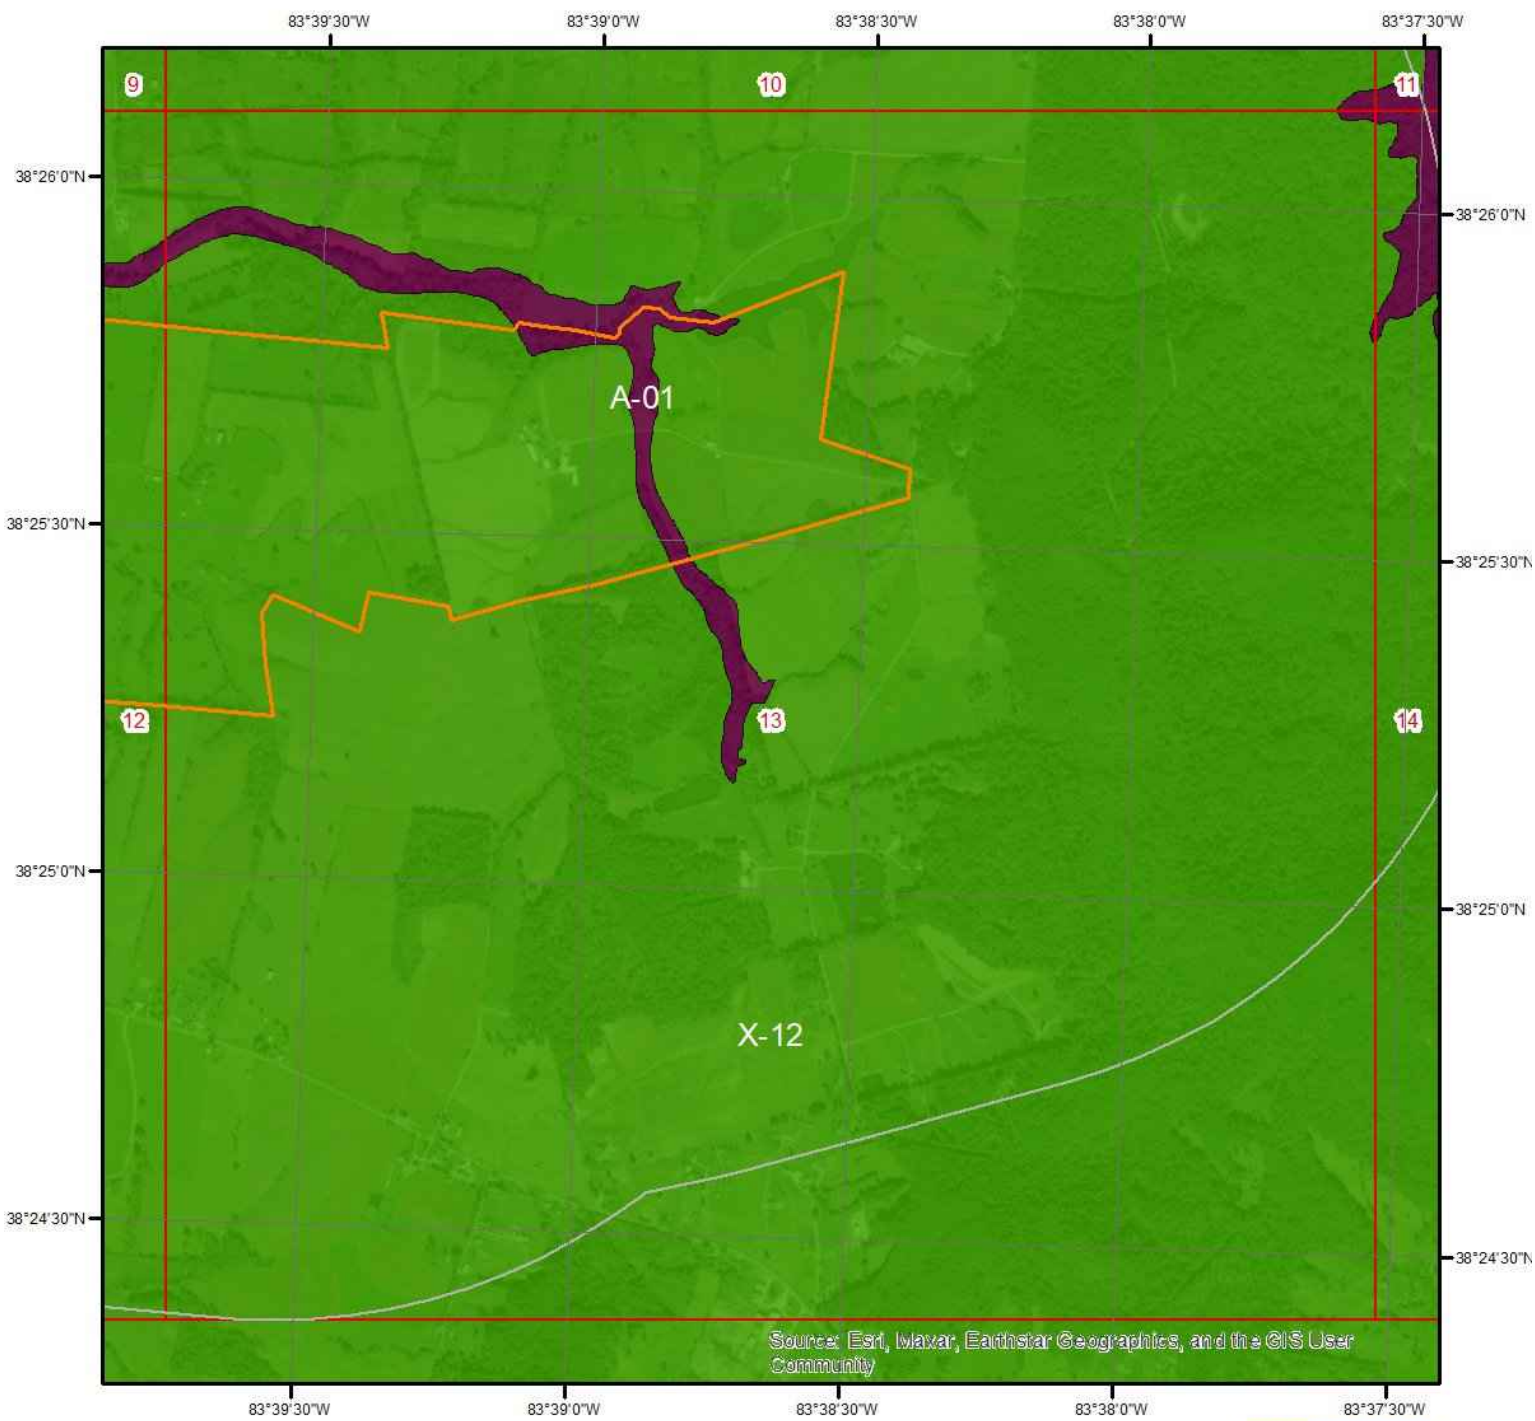 83°39'30"W 83°39'0"W 83°38'30"W 83°38'0"W 83°37'30"W
9 10 11
38°26'0"N
38°26'0"N
A-01
38°25'30"N
38°25'30"N
12 13 14
38°25'0"N
38°25'0"N
X-12
38°24'30"N
38°24'30"N
Source: Esri, Maxar, Earthstar Geographics, and the GIS User
Community
83°39'30"W 83°39'0"W 83°38'30"W 83°38'0"W 83°37'30"W